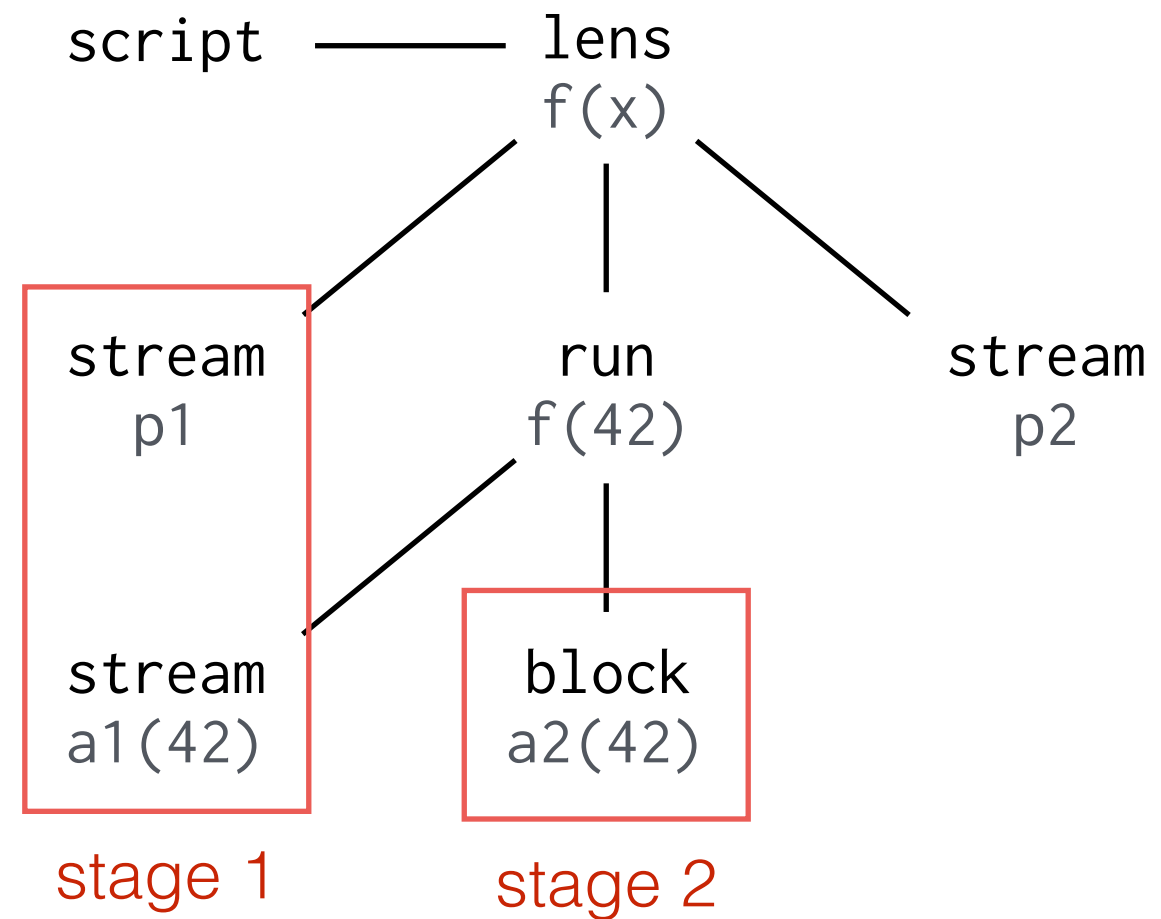 script
lens
f(x)
stream
p1
run
f(42)
stream
p2
stream
a1(42)
block
a2(42)
stage 1
stage 2